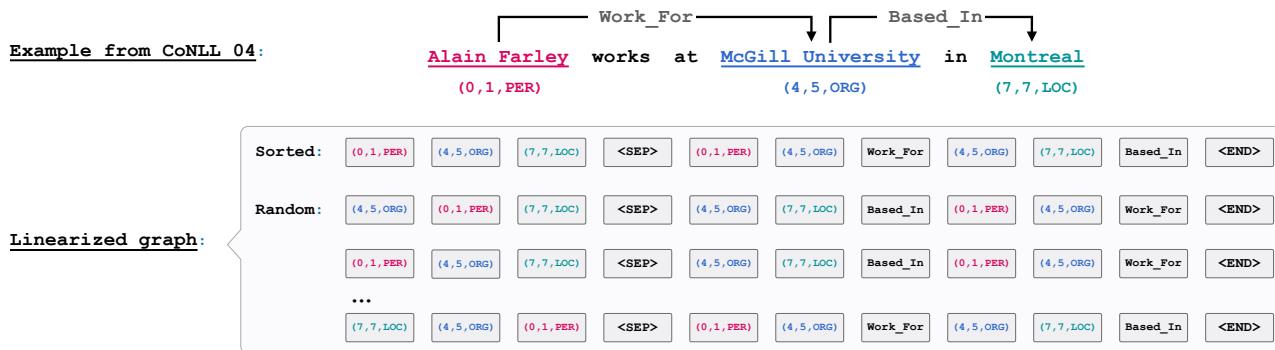 Work_For Based_In
Example from CoNLL 04: Alain Farley works at McGill University in Montreal
(0,1,PER) (4,5,ORG) (7,7,LOC)
Sorted: (0,1,PER) (4,5,ORG) (7,7,LOC) <SEP> (0,1,PER) (4,5,ORG) Work_For (4,5,ORG) (7,7,LOC) Based_In <END>
Random: (4,5,ORG) (0,1,PER) (7,7,LOC) <SEP> (4,5,ORG) (7,7,LOC) Based_In (0,1,PER) (4,5,ORG) Work_For <END>
Linearized graph:
(0,1,PER) (4,5,ORG) (7,7,LOC) <SEP> (4,5,ORG) (7,7,LOC) Based_In (0,1,PER) (4,5,ORG) Work_For <END>
...
(7,7,LOC) (4,5,ORG) (0,1,PER) <SEP> (0,1,PER) (4,5,ORG) Work_For (4,5,ORG) (7,7,LOC) Based_In <END>